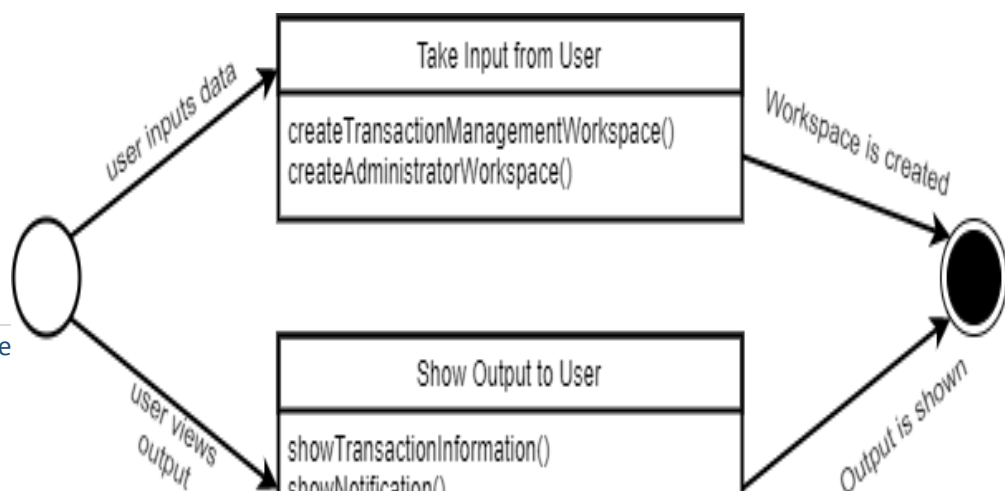 Take Input from User
user inputs data
createTransactionManagementWorkspace()
createAdministratorWorkspace()
Workspace is created
e
Show Output to User
user views
output
showTransactionInformation()
showNotification()
Output is shown